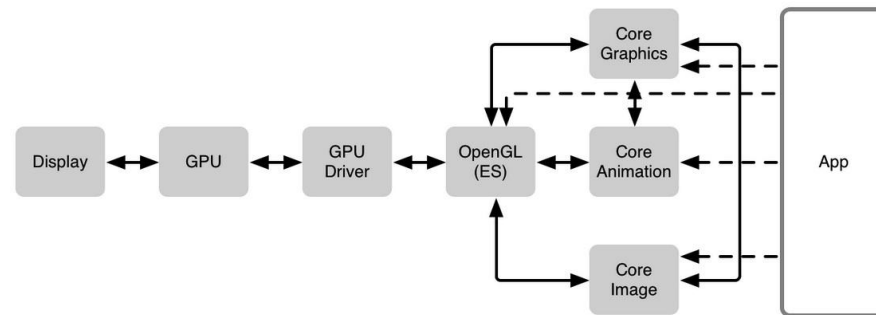 Core
Graphics
Display
GPU
GPU
Driver
OpenGL
(ES)
Core
Animation
App
Core
Image